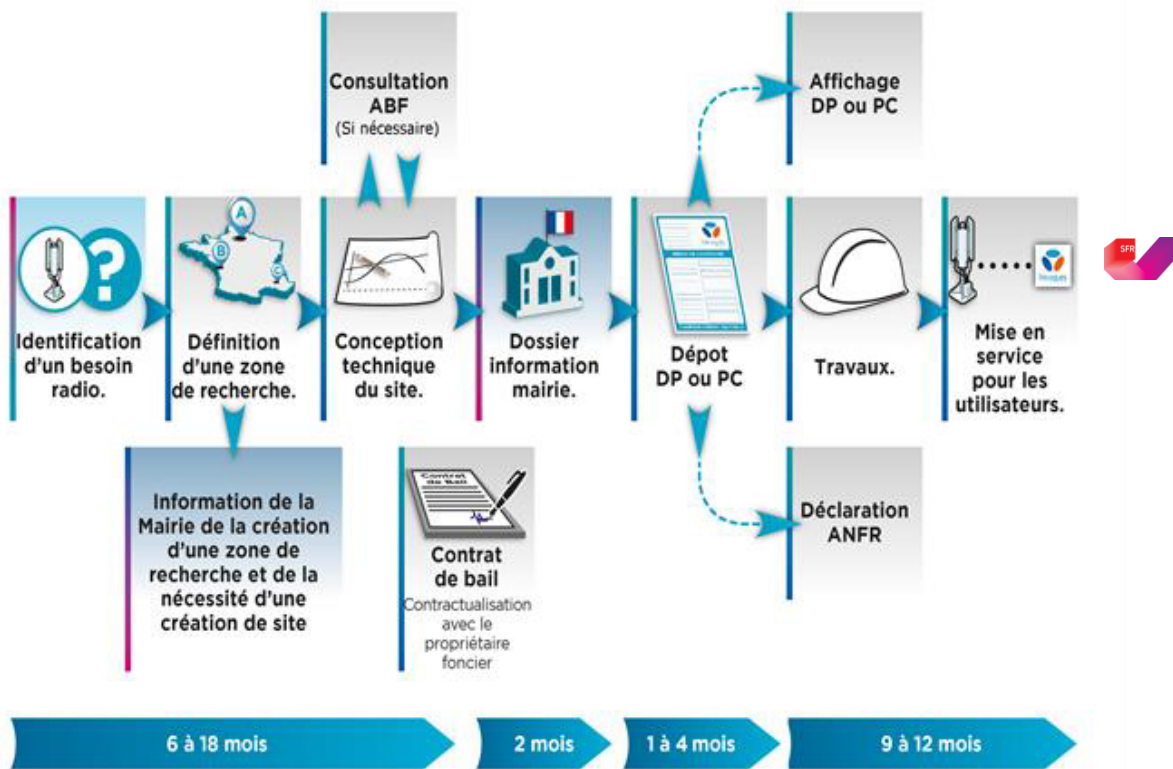 Consultation
ABF
(Si nécessaire)
Affichage
DP ou PC
A
B
C
Identification
d'un besoin
radio.
Définition
d'une zone
de recherche.
Conception
technique
du site.
Dossier
information
mairie.
Dépot
DP ou PC
Travaux.
Mise en
service
pour les
utilisateurs.
SFR
Information de la
Mairie de la création
d'une zone de
recherche et de la
nécessité d'une
création de site
Contrat
de Bail
Contrat
de bail
Contractualisation
avec le
propriétaire
foncier
Déclaration
ANFR
6 à 18 mois
2 mois
1 à 4 mois
9 à 12 mois